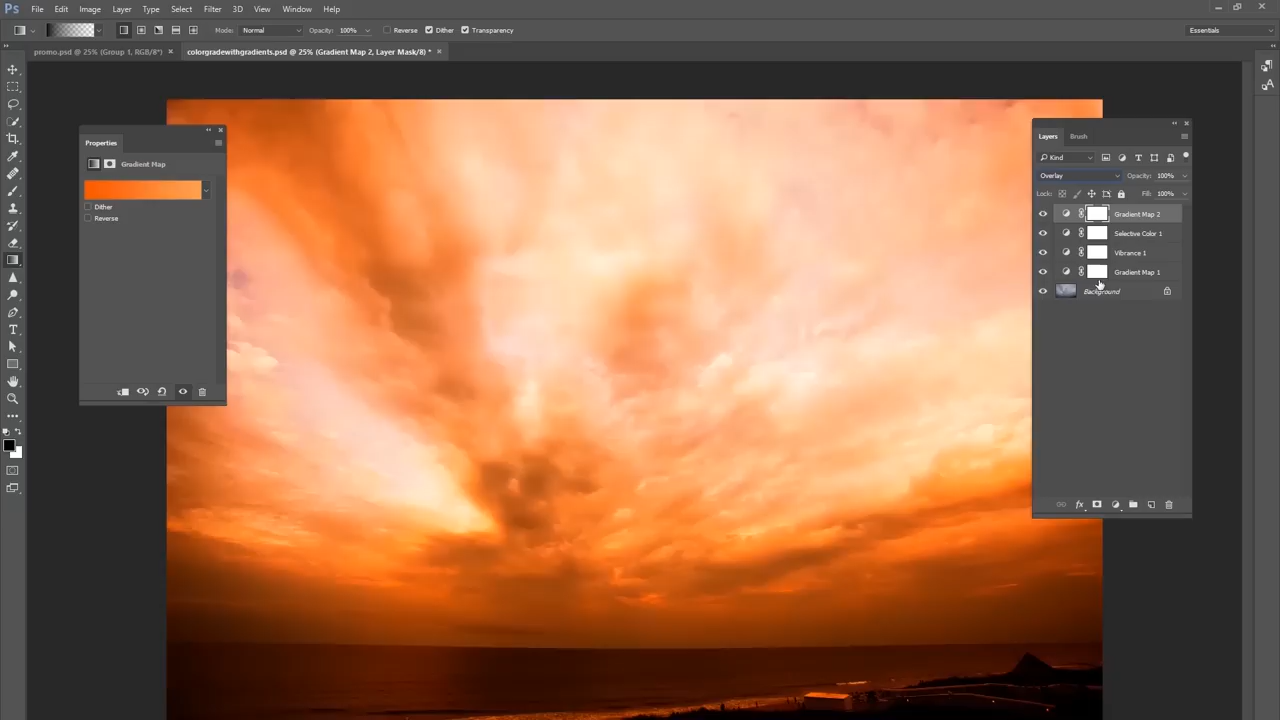 Ps File Edit Image Layer Type Select Filter 3D View Window Help
Mode: Normal Opacity: 100% Reverse Dither Transparency Essentials
promo.psd @ 25% (Group 1, RGB/8*) × colorgradewithgradients.psd @ 25% (Gradient Map 2, Layer Mask/8) * ×
Properties
Gradient Map
Dither
Reverse
Layers Brush
Kind
Overlay Opacity: 100%
Lock: Fill: 100%
Gradient Map 2
Selective Color 1
Vibrance 1
Gradient Map 1
Background
fx